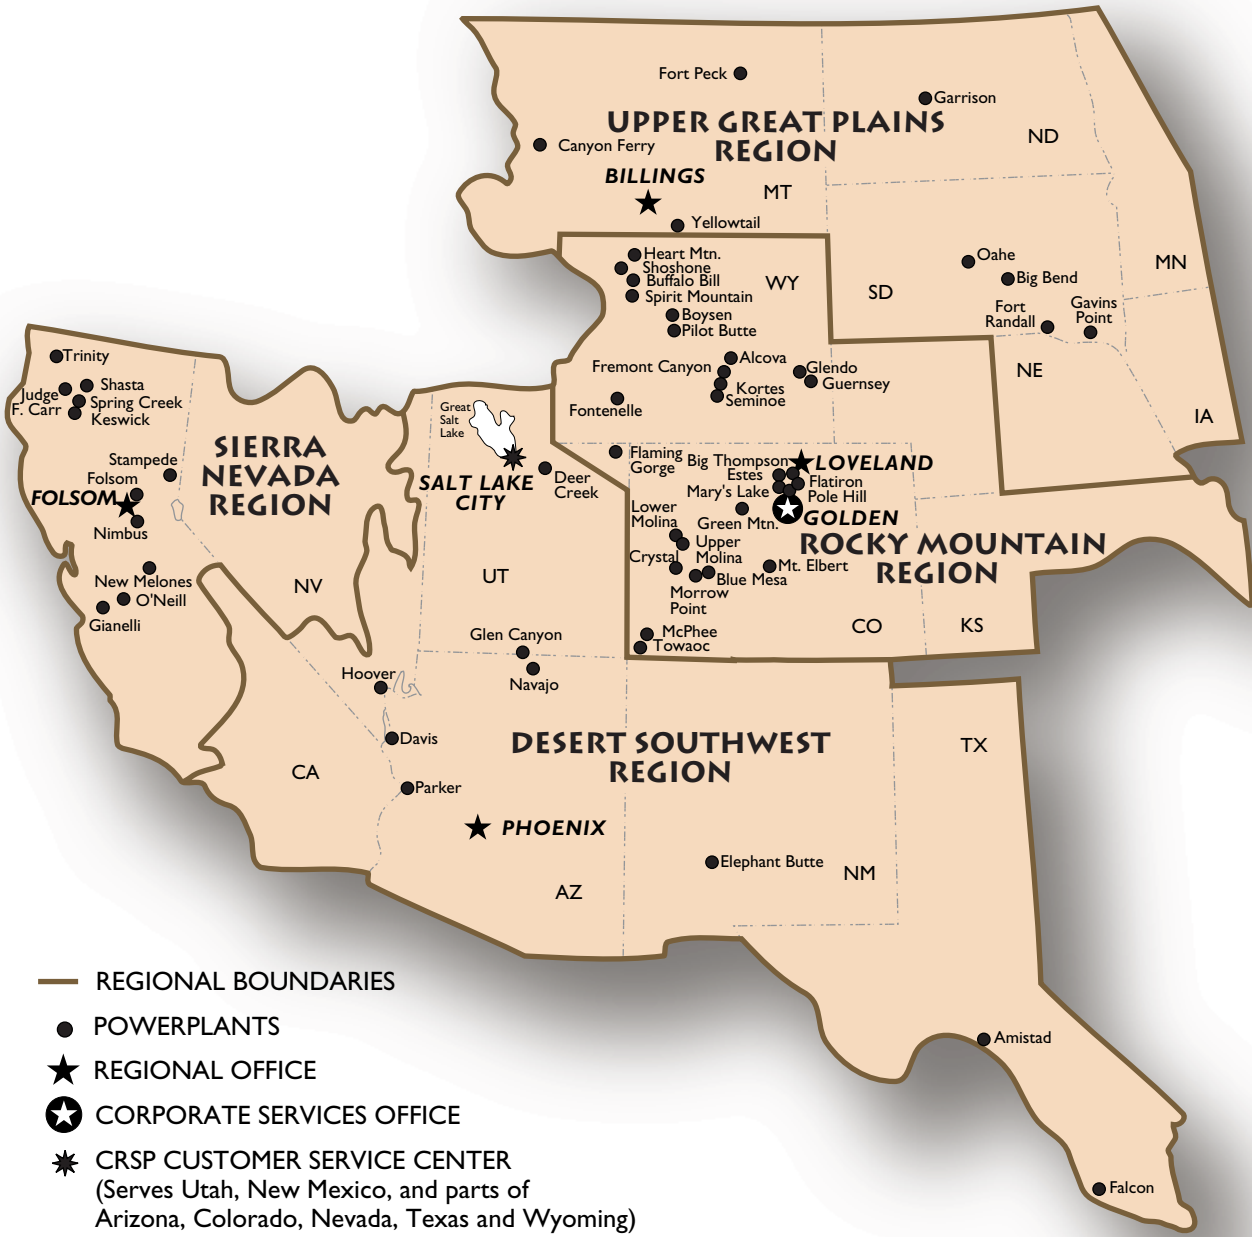 Fort Peck
Garrison
UPPER GREAT PLAINS
REGION
ND
Canyon Ferry
BILLINGS
MT
Yellowtail
Heart Mtn.
Shoshone
Buffalo Bill
Spirit Mountain
WY
Boysen
Pilot Butte
Oahe
Big Bend
MN
SD
Fort
Randall
Gavins
Point
Alcova
Fremont Canyon
Glendo
Guernsey
Kortes
Seminoe
Fontenelle
NE
IA
Trinity
Shasta
Judge
F. Carr
Spring Creek
Keswick
SIERRA
NEVADA
REGION
Stampede
Folsom
FOLSOM
Nimbus
New Melones
O'Neill
Gianelli
NV
Great
Salt
Lake
SALT LAKE
CITY
Deer
Creek
UT
Flaming
Gorge
Big Thompson
LOVELAND
Estes
Flatiron
Mary's Lake
Pole Hill
Green Mtn.
GOLDEN
Lower
Molina
Upper
Molina
ROCKY MOUNTAIN
REGION
Crystal
Mt. Elbert
Blue Mesa
Morrow
Point
McPhee
Towaoc
CO
KS
Glen Canyon
Navajo
Hoover
Davis
DESERT SOUTHWEST
REGION
TX
CA
Parker
PHOENIX
Elephant Butte
NM
AZ
Amistad
Falcon
REGIONAL BOUNDARIES
POWERPLANTS
REGIONAL OFFICE
CORPORATE SERVICES OFFICE
CRSP CUSTOMER SERVICE CENTER
(Serves Utah, New Mexico, and parts of
Arizona, Colorado, Nevada, Texas and Wyoming)